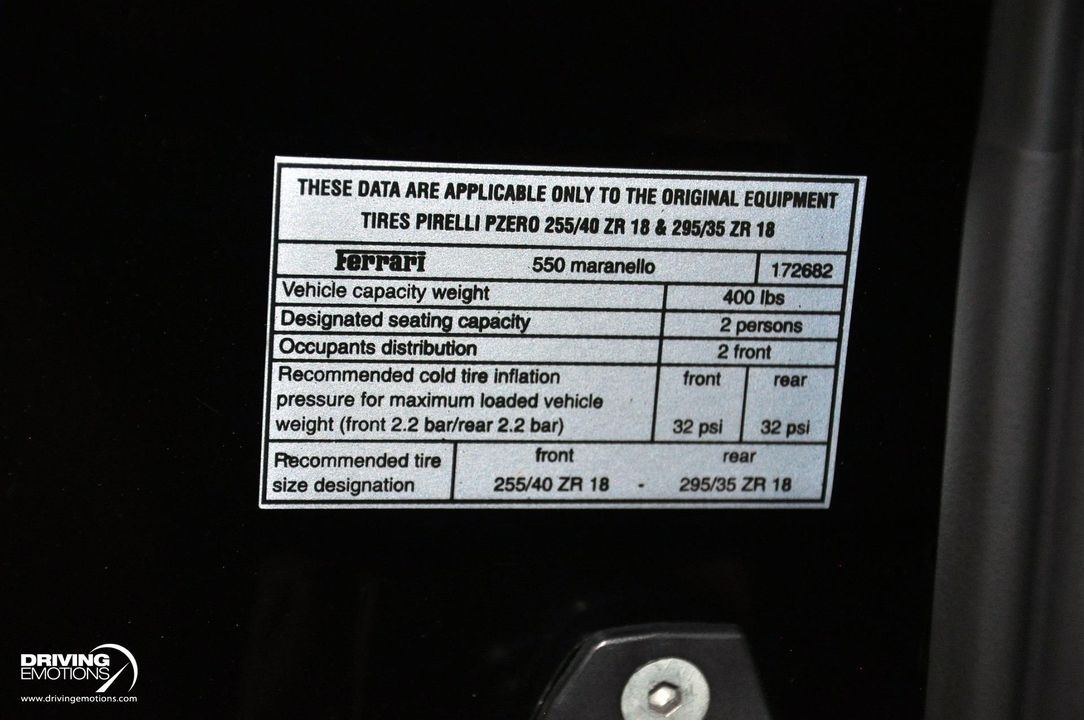 THESE DATA ARE APPLICABLE ONLY TO THE ORIGINAL EQUIPMENT
TIRES PIRELLI PZERO 255/40 ZR 18 & 295/35 ZR 18
Ferrari 550 maranello 172682
Vehicle capacity weight 400 lbs
Designated seating capacity 2 persons
Occupants distribution 2 front
Recommended cold tire inflation front rear
pressure for maximum loaded vehicle
weight (front 2.2 bar/rear 2.2 bar) 32 psi 32 psi
front rear
Recommended tire
size designation 255/40 ZR 18 - 295/35 ZR 18
DRIVING
EMOTIONS
www.drivingemotions.com